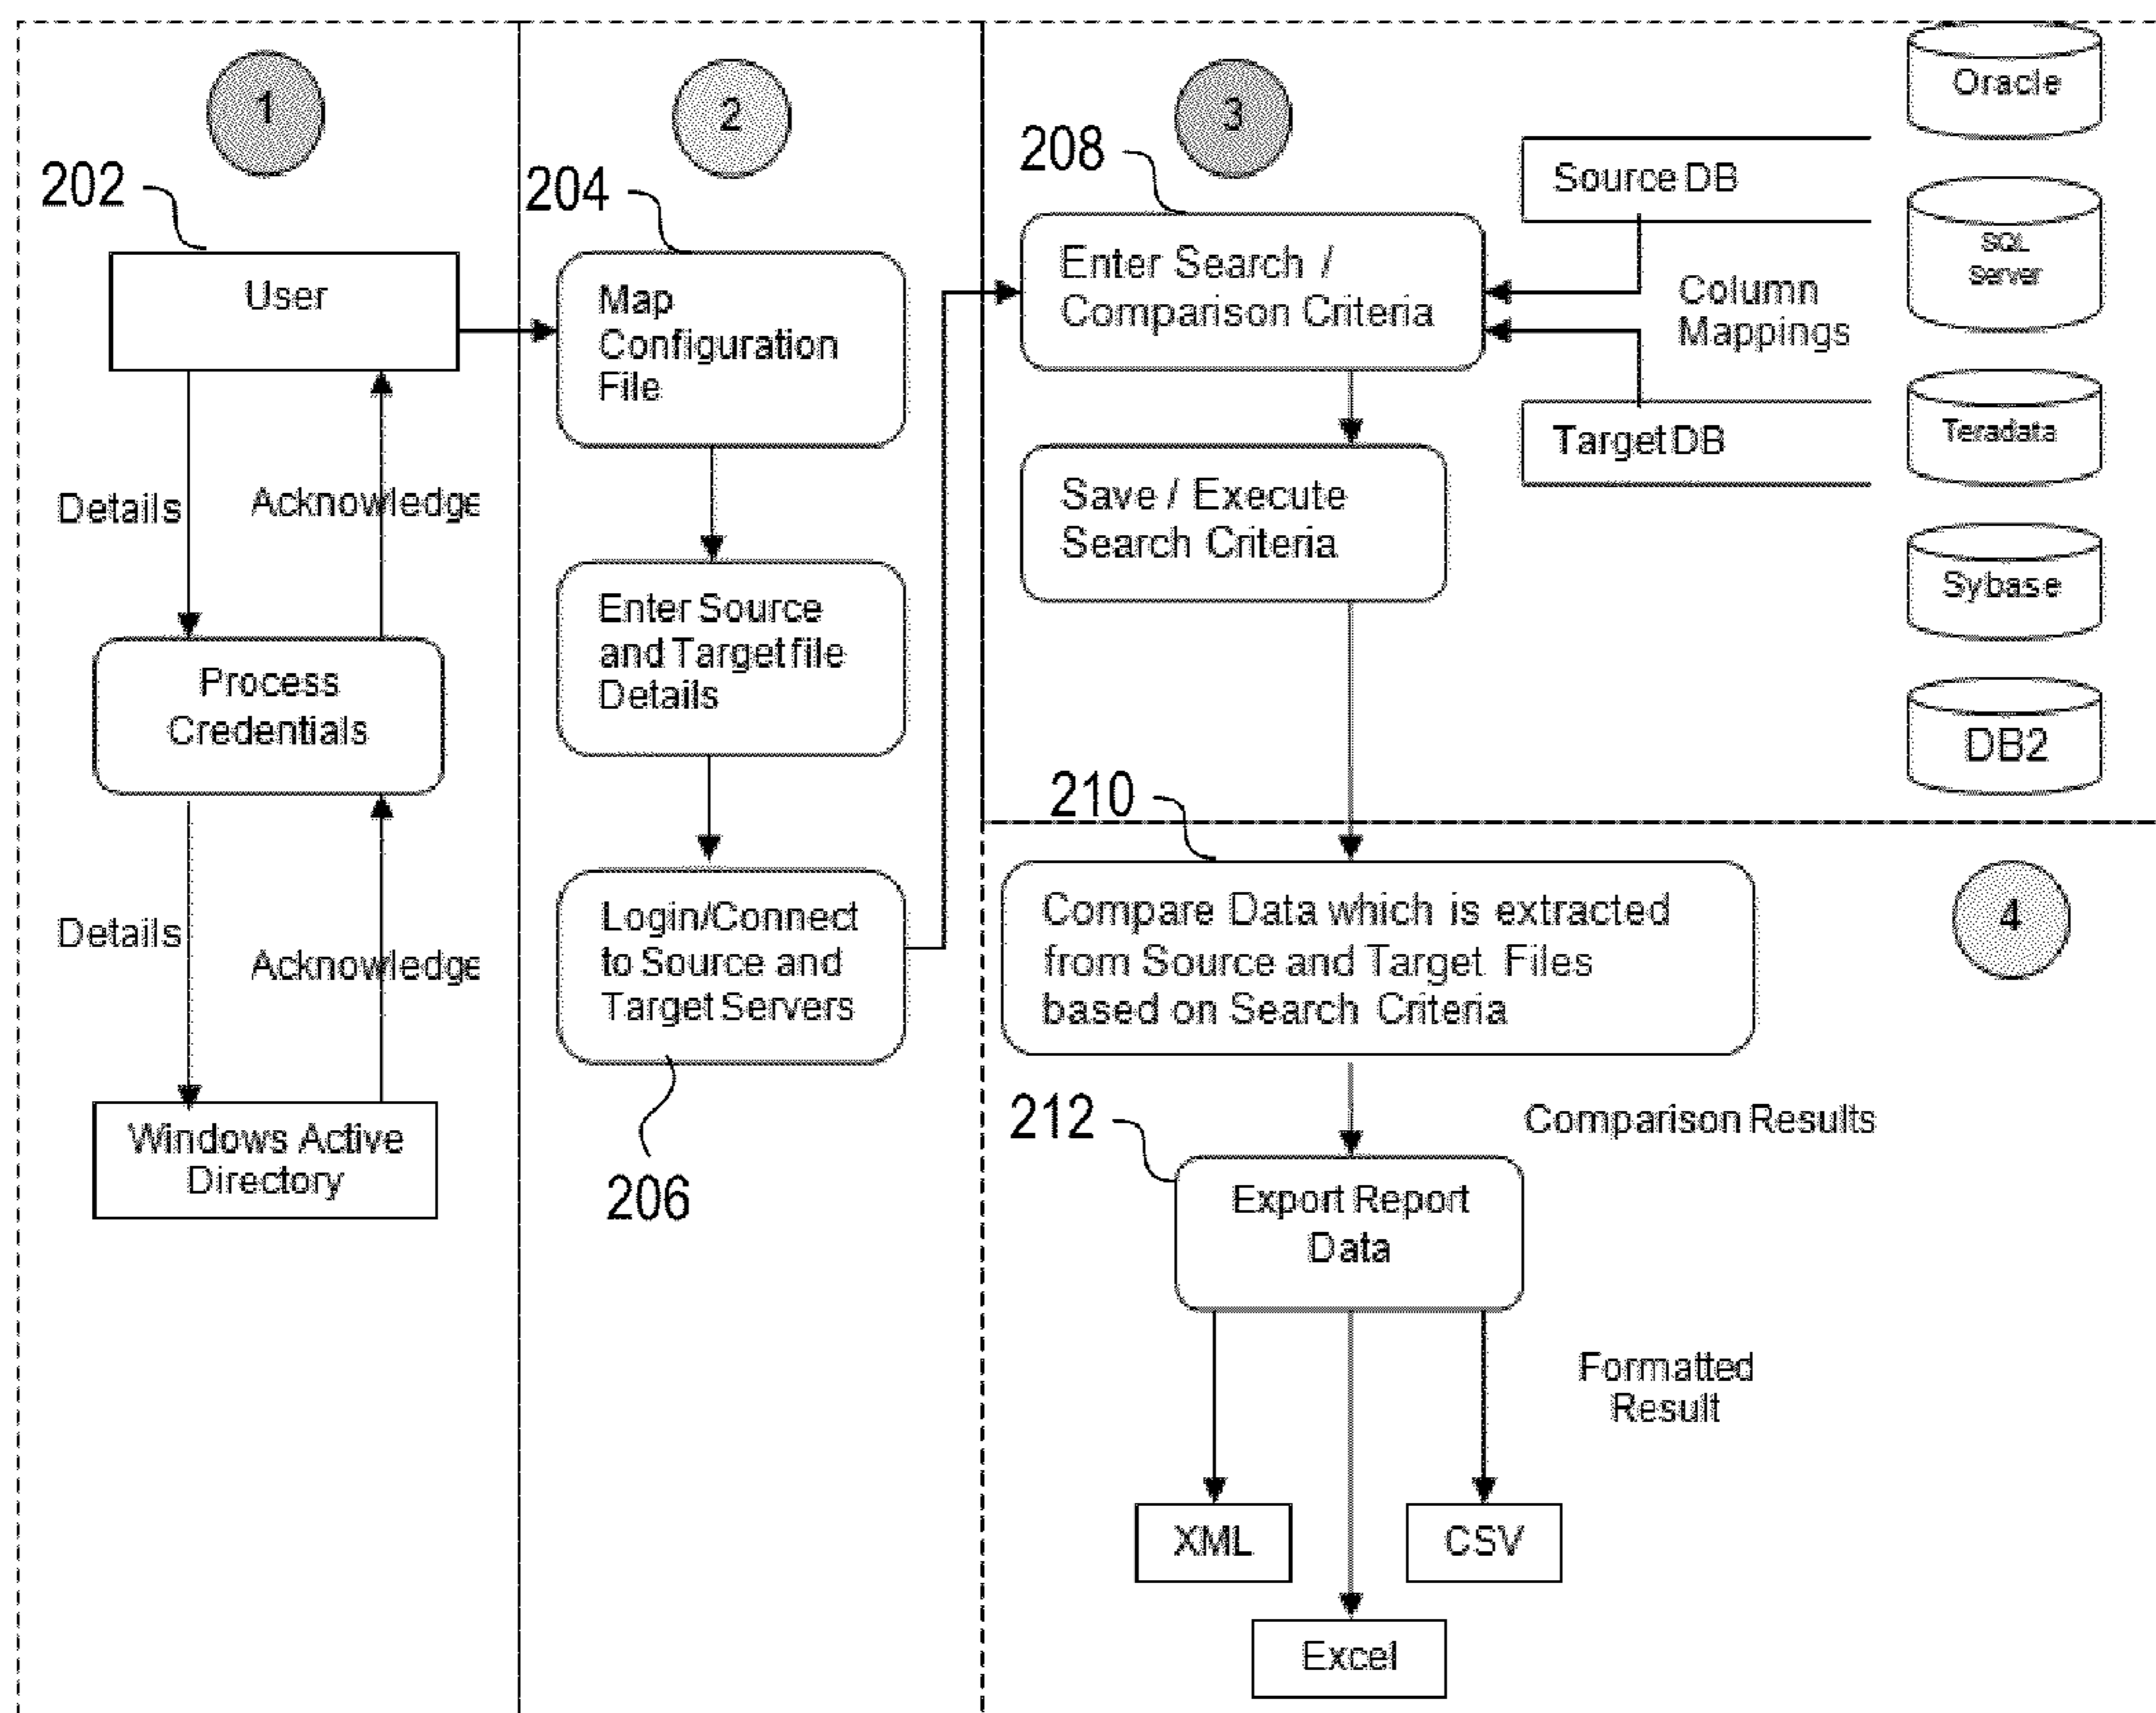 1
202
User
Details
Acknowledge
Process
Credentials
Details
Acknowledge
Windows Active
Directory
2
204
Map
Configuration
File
Enter Source
and Target file
Details
Login/Connect
to Source and
Target Servers
206
3
208
Enter Search /
Comparison Criteria
Source DB
Column
Mappings
Target DB
Save / Execute
Search Criteria
Oracle
SQL
Server
Teradata
Sybase
DB2
4
210
Compare Data which is extracted
from Source and Target Files
based on Search Criteria
Comparison Results
212
Export Report
Data
Formatted
Result
XML
CSV
Excel